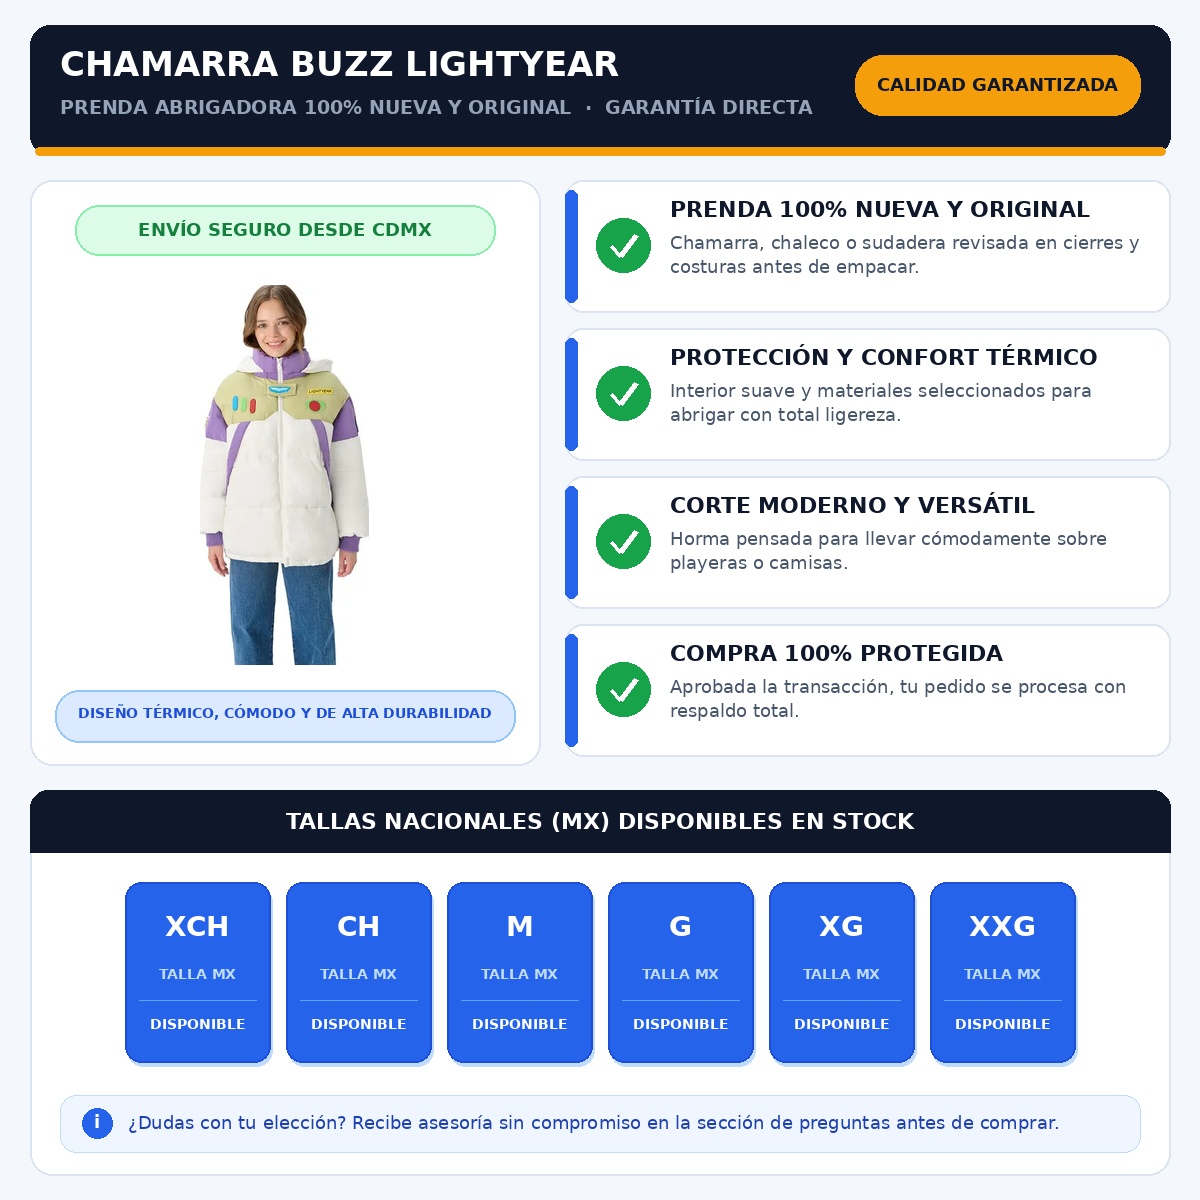 CHAMARRA BUZZ LIGHTYEAR
PRENDA ABRIGADORA 100% NUEVA Y ORIGINAL · GARANTÍA DIRECTA
CALIDAD GARANTIZADA
ENVÍO SEGURO DESDE CDMX
LIGHTYEAR
DISEÑO TÉRMICO, CÓMODO Y DE ALTA DURABILIDAD
PRENDA 100% NUEVA Y ORIGINAL
Chamarra, chaleco o sudadera revisada en cierres y
costuras antes de empacar.
PROTECCIÓN Y CONFORT TÉRMICO
Interior suave y materiales seleccionados para
abrigar con total ligereza.
CORTE MODERNO Y VERSÁTIL
Horma pensada para llevar cómodamente sobre
playeras o camisas.
COMPRA 100% PROTEGIDA
Aprobada la transacción, tu pedido se procesa con
respaldo total.
TALLAS NACIONALES (MX) DISPONIBLES EN STOCK
XCH
TALLA MX
DISPONIBLE
CH
TALLA MX
DISPONIBLE
M
TALLA MX
DISPONIBLE
G
TALLA MX
DISPONIBLE
XG
TALLA MX
DISPONIBLE
XXG
TALLA MX
DISPONIBLE
i ¿Dudas con tu elección? Recibe asesoría sin compromiso en la sección de preguntas antes de comprar.